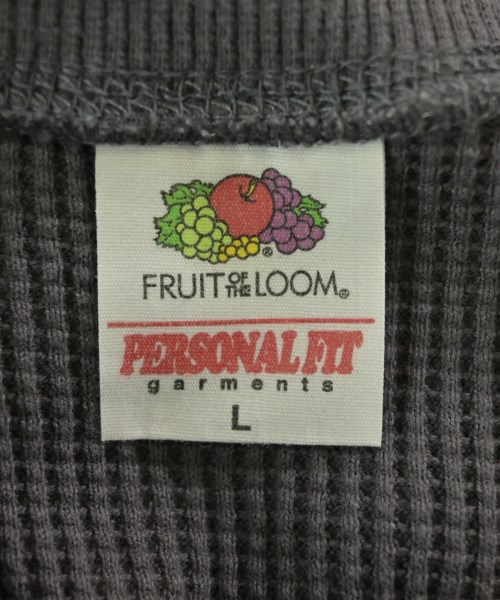 ®
FRUIT OF THE LOOM®
PERSONAL FIT
garments
L